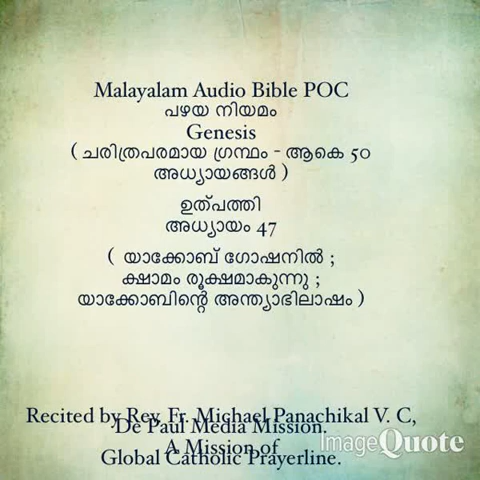 Malayalam Audio Bible POC
പഴയ നിയമം
Genesis
( ചരിത്രപരമായ ഗ്രന്ഥം - ആകെ 50
അധ്യായങ്ങൾ )
ഉത്പത്തി
അധ്യായം 47
( യാക്കോബ് ഗോഷനിൽ ;
ക്ഷാമം രൂക്ഷമാകുന്നു ;
യാക്കോബിന്റെ അന്ത്യാഭിലാഷം )
Recited by Rev. Fr. Michael Panachikal V. C,
De Paul Media Mission.
A Mission of
Global Catholic Prayerline.
ImageQuote